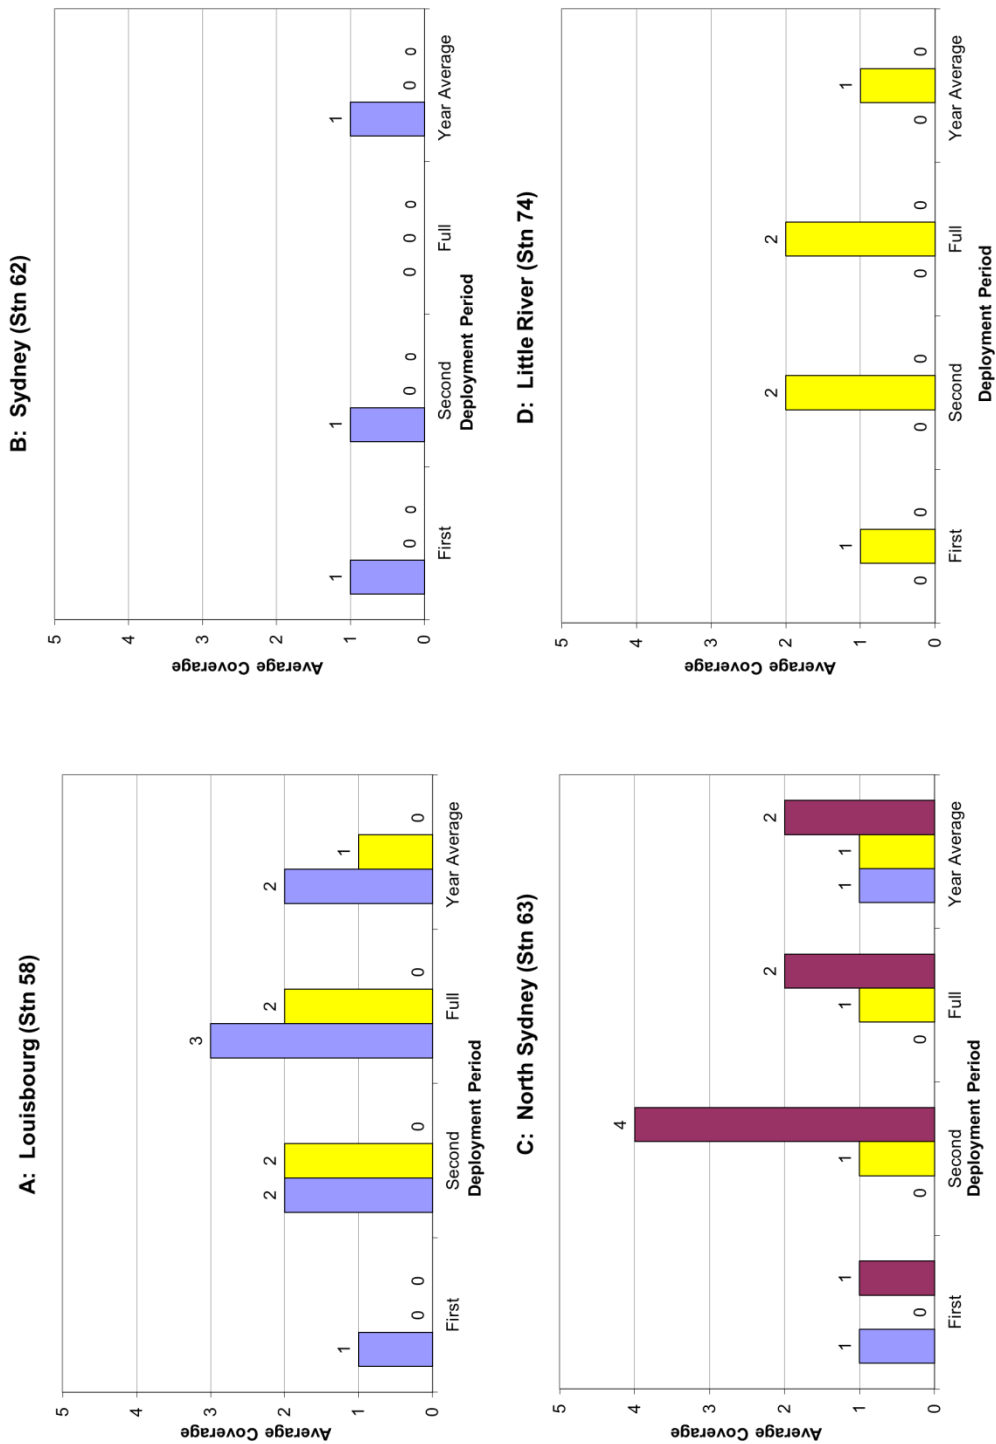 A:  Louisbourg (Stn 58)
5
4
3
2
1
0
Average Coverage
1 0 0
2 2 0
3 2 0
2 1 0
First Second Full Year Average
Deployment Period
B:  Sydney (Stn 62)
5
4
3
2
1
0
Average Coverage
1 0 0
1 0 0
0 0 0
1 0 0
First Second Full Year Average
Deployment Period
C:  North Sydney (Stn 63)
5
4
3
2
1
0
Average Coverage
1 0 1
0 1 4
0 1 2
1 1 2
First Second Full Year Average
Deployment Period
D:  Little River (Stn 74)
5
4
3
2
1
0
Average Coverage
0 1 0
0 2 0
0 2 0
0 1 0
First Second Full Year Average
Deployment Period